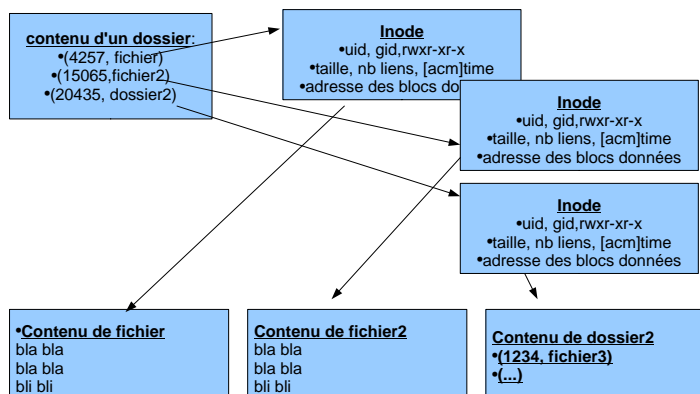 contenu d'un dossier:
•(4257, fichier)
•(15065,fichier2)
•(20435, dossier2)
Inode
•uid, gid,rwxr-xr-x
•taille, nb liens, [acm]time
•adresse des blocs
Inode
•uid, gid,rwxr-xr-x
•taille, nb liens, [acm]time
•adresse des blocs données
Inode
•uid, gid,rwxr-xr-x
•taille, nb liens, [acm]time
•adresse des blocs données
•Contenu de fichier
bla bla
bla bla
bli bli
Contenu de fichier2
bla bla
bla bla
bli bli
Contenu de dossier2
•(1234, fichier3)
•(...)